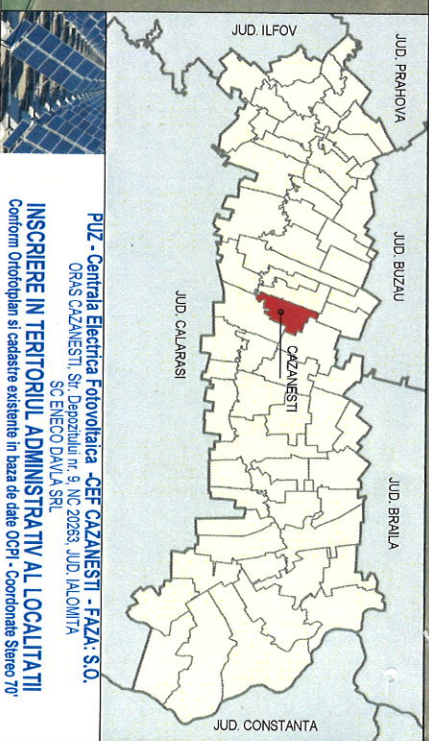 JUD. ILFOV
JUD. PRAHOVA
JUD. BUZAU
JUD. CALARASI
CAZANESTI
JUD. BRAILA
JUD. CONSTANTA
PUZ - Centrala Electrica Fotovoltaica -CEF CAZANESTI - FAZA: S.O.
ORAS CAZANESTI, Str. Depozitului nr. 9, NC 20263, JUD. IALOMITA
SC ENECO DAVLA SRL
INSCRIERE IN TERITORIUL ADMINISTRATIV AL LOCALITATII
Conform Ortofotplan si cadastre existente in baza de date OCPI - Coordonate Stereo 70'